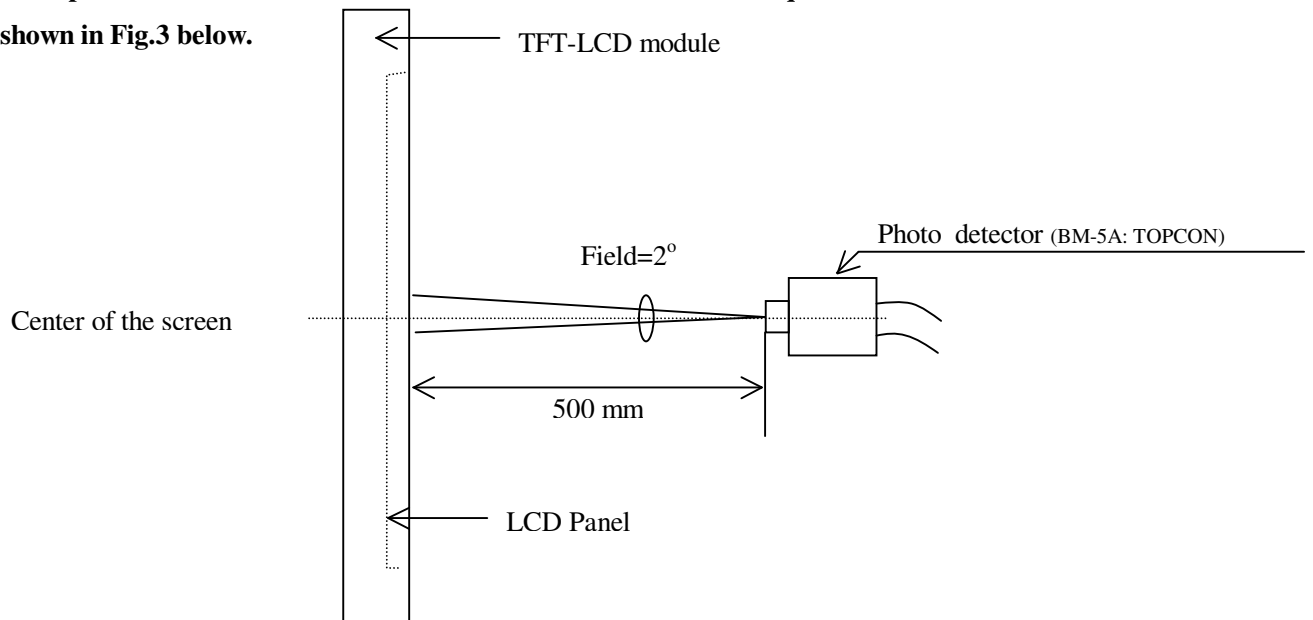 shown in Fig.3 below.
TFT-LCD module
Photo detector (BM-5A: TOPCON)
Field=2°
Center of the screen
500 mm
LCD Panel